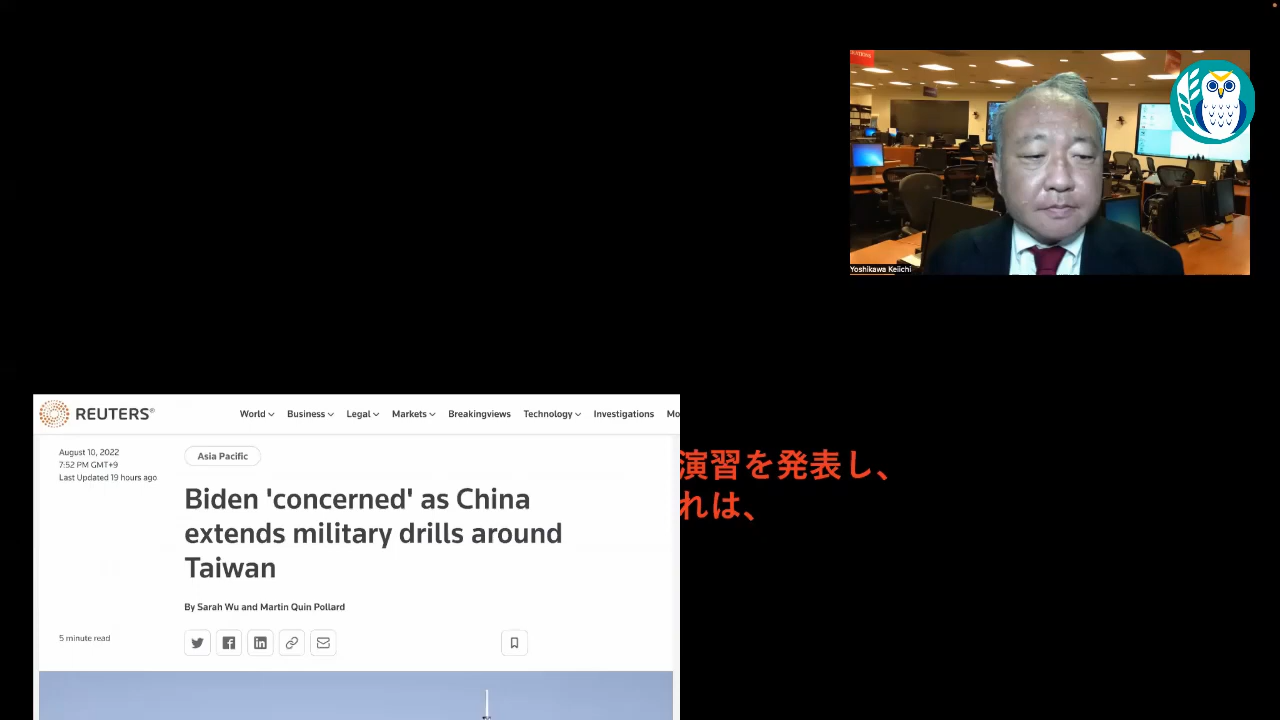 Yoshikawa Keiichi
REUTERS
World Business Legal Markets Breakingviews Technology Investigations Mo
August 10, 2022
7:52 PM GMT+9
Last Updated 19 hours ago
Asia Pacific
Biden 'concerned' as China
extends military drills around
Taiwan
By Sarah Wu and Martin Quin Pollard
5 minute read
演習を発表し、
れは、